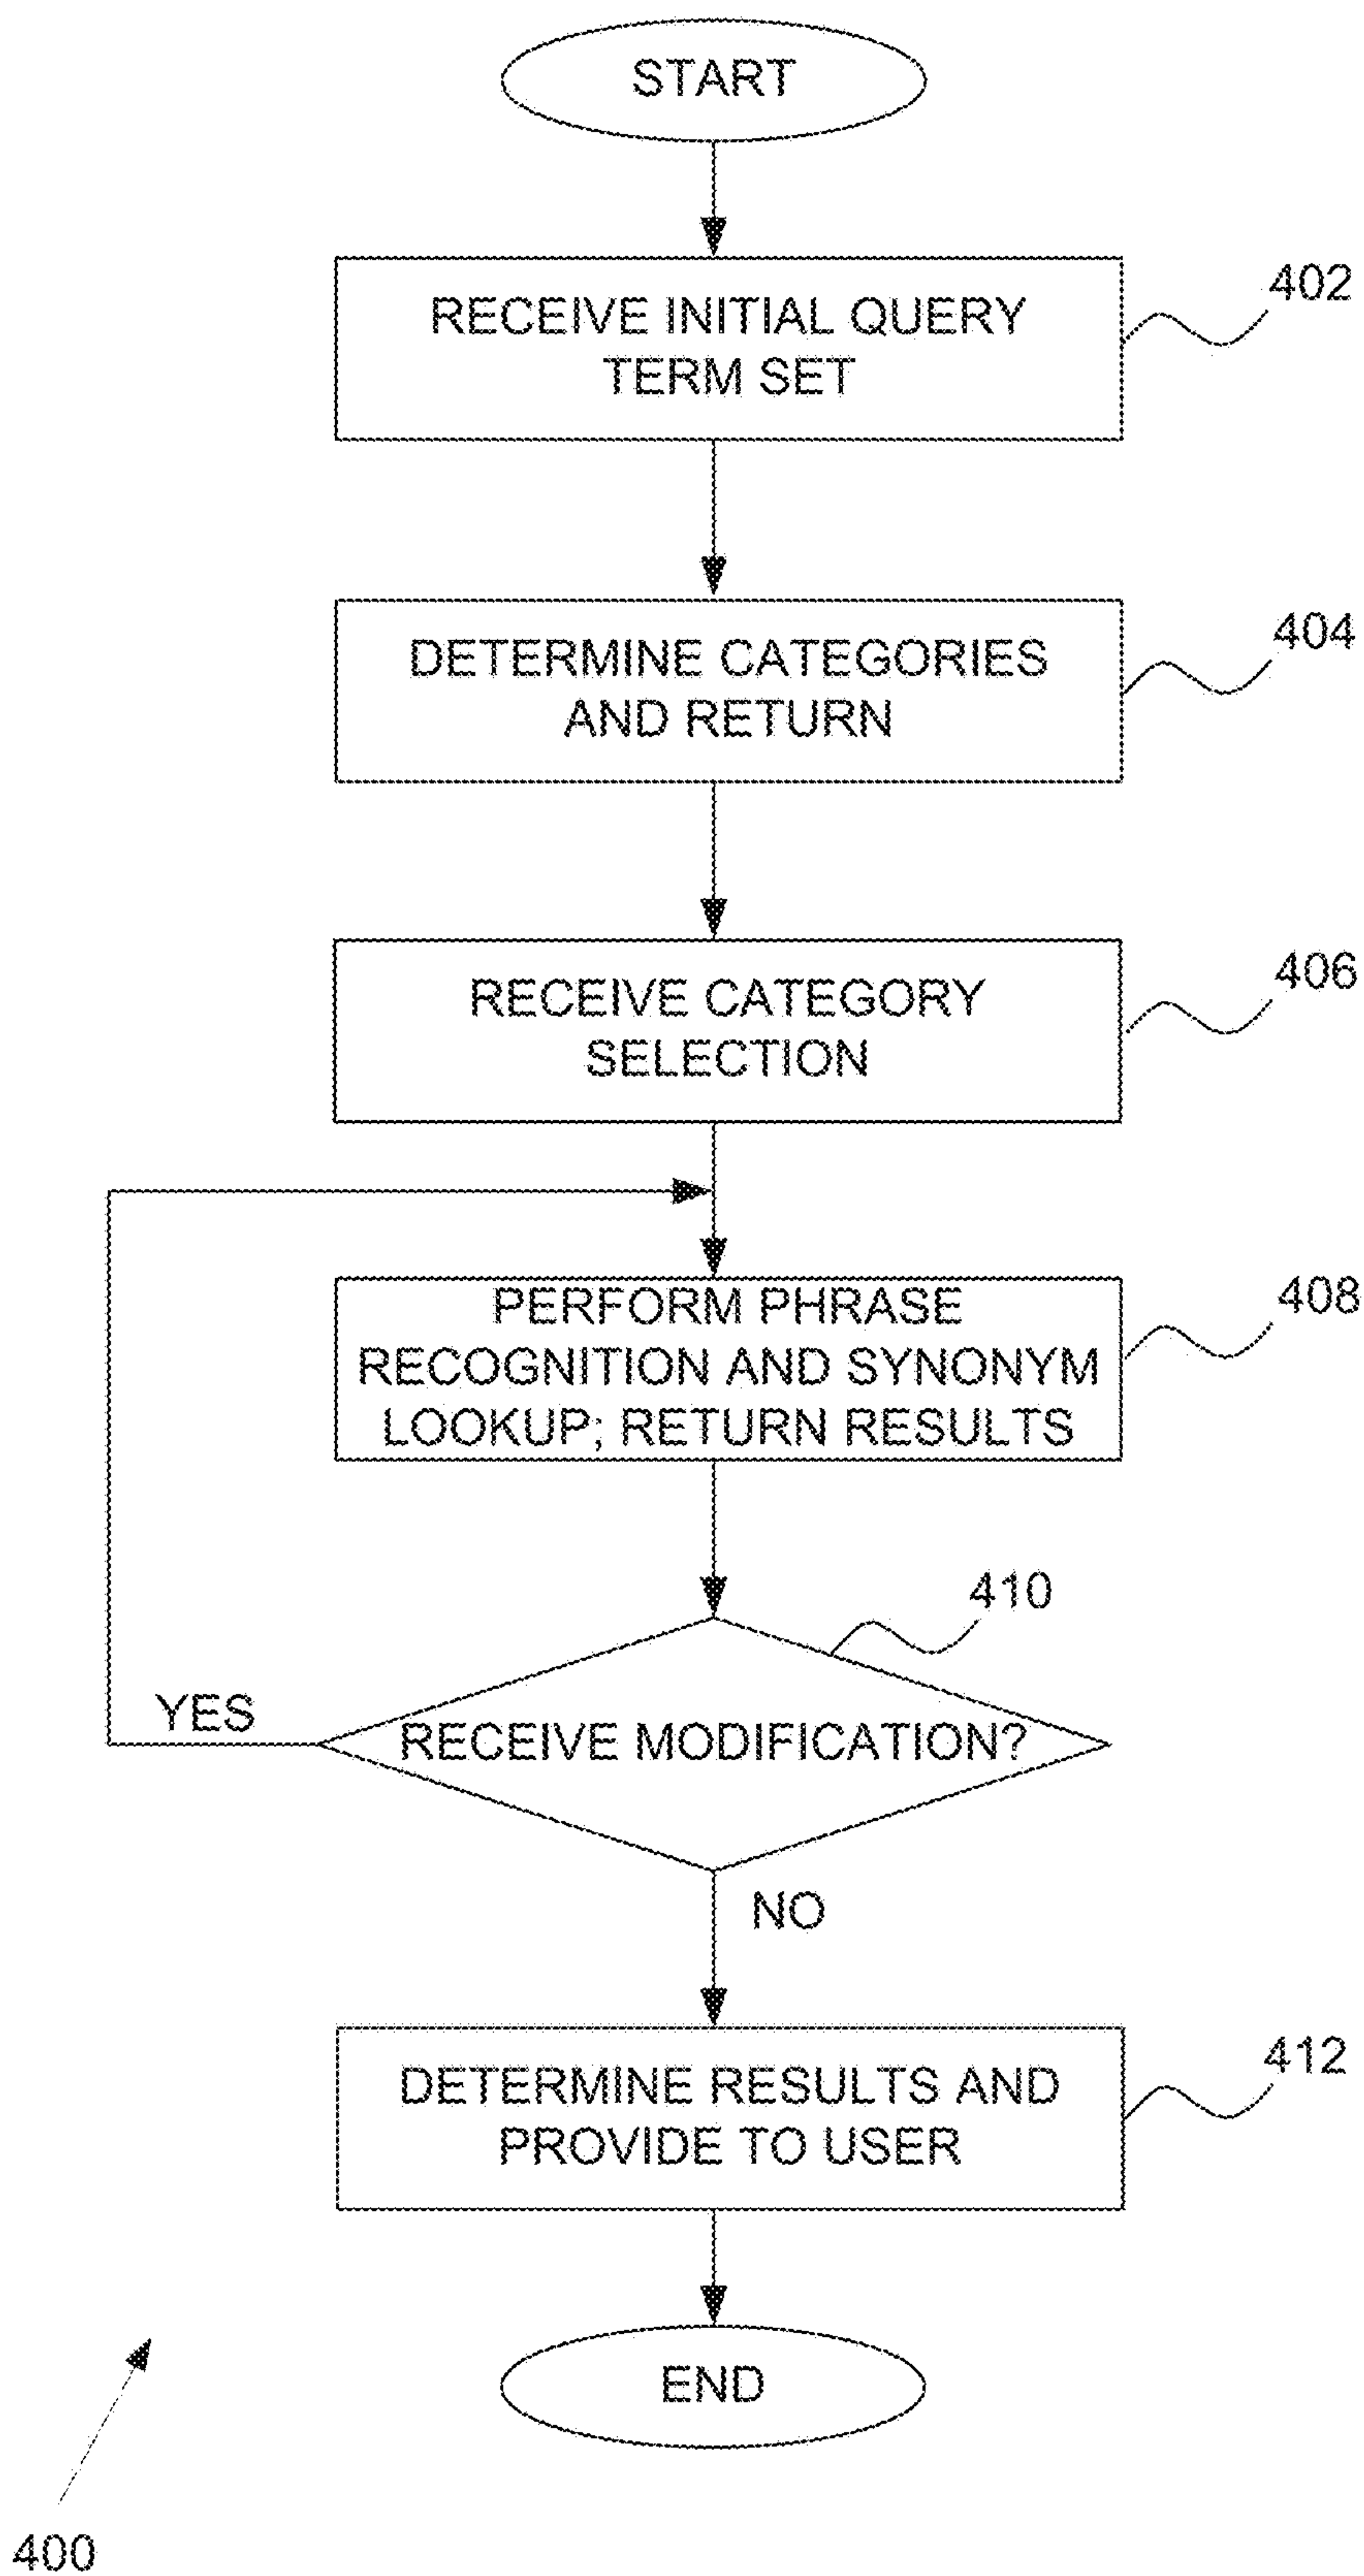 START
RECEIVE INITIAL QUERY
TERM SET
402
DETERMINE CATEGORIES
AND RETURN
404
RECEIVE CATEGORY
SELECTION
406
PERFORM PHRASE
RECOGNITION AND SYNONYM
LOOKUP; RETURN RESULTS
408
410
RECEIVE MODIFICATION?
YES
NO
DETERMINE RESULTS AND
PROVIDE TO USER
412
END
400